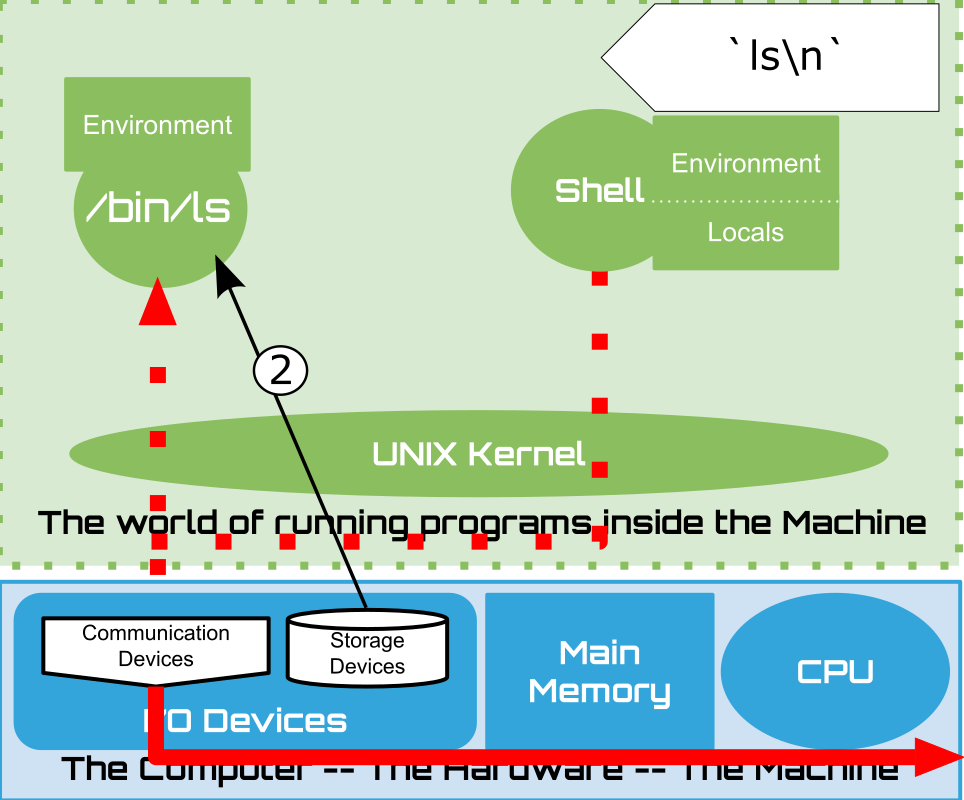 `ls\n`
Environment
/bin/ls
Shell
Environment
Locals
2
UNIX Kernel
The world of running programs inside the Machine
Communication
Devices
Storage
Devices
I/O Devices
Main
Memory
CPU
The Computer -- The Hardware -- The Machine